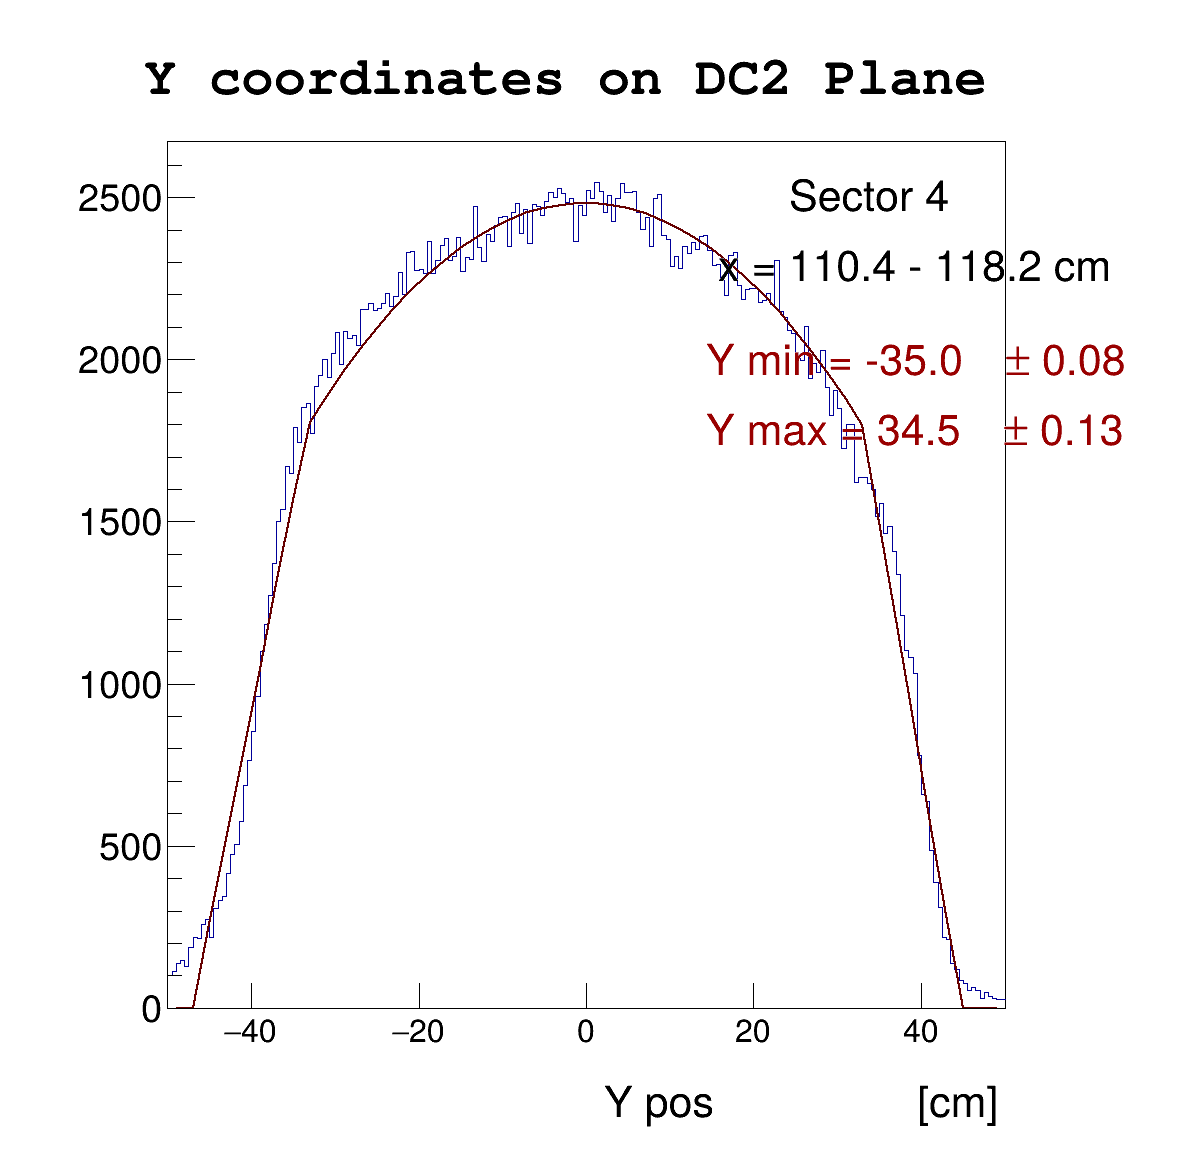 Y coordinates on DC2 Plane
2500
2000
1500
1000
500
0
Sector 4
x = 110.4 - 118.2 cm
Y min = -35.0 ± 0.08
Y max = 34.5 ± 0.13
−40 −20 0 20 40
Y pos [cm]